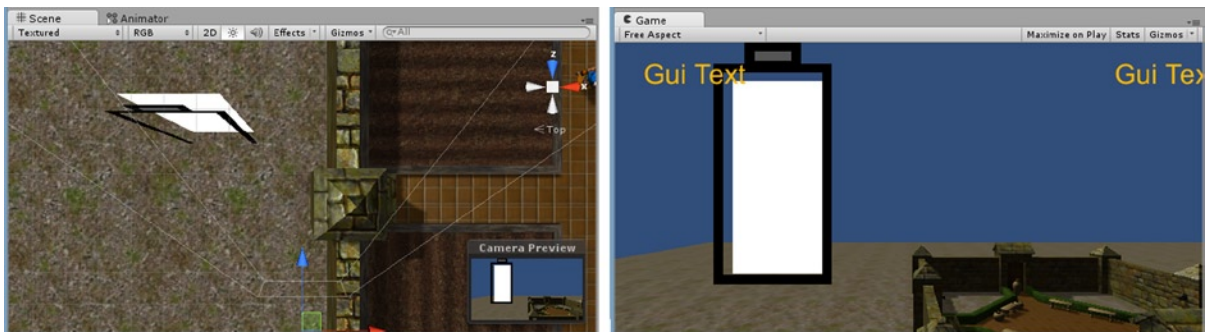 Scene Animator
Textured RGB 2D Effects Gizmos All
z
x
Top
Camera Preview
Game
Free Aspect Maximize on Play Stats Gizmos
Gui Text Gui Tex